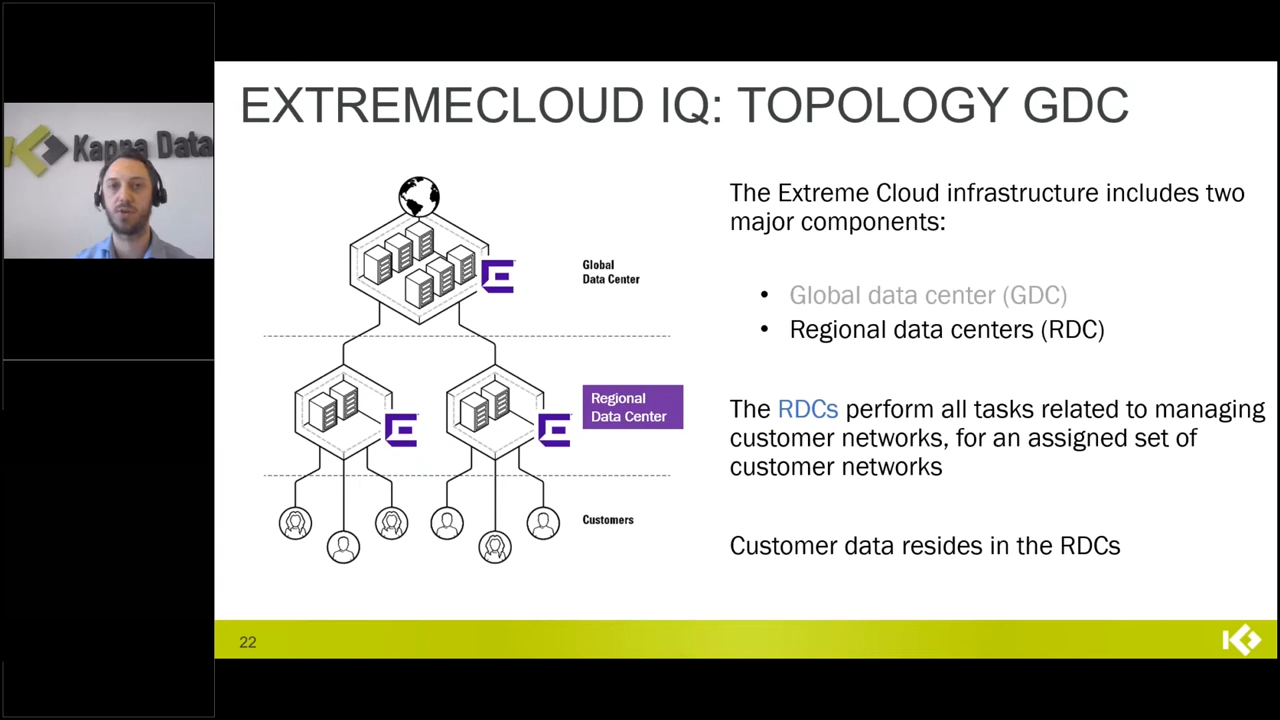 Kappa Data
EXTREMECLOUD IQ: TOPOLOGY GDC
The Extreme Cloud infrastructure includes two
major components:
• Global data center (GDC)
• Regional data centers (RDC)
The RDCs perform all tasks related to managing
customer networks, for an assigned set of
customer networks
Customer data resides in the RDCs
Global
Data Center
Regional
Data Center
Customers
22